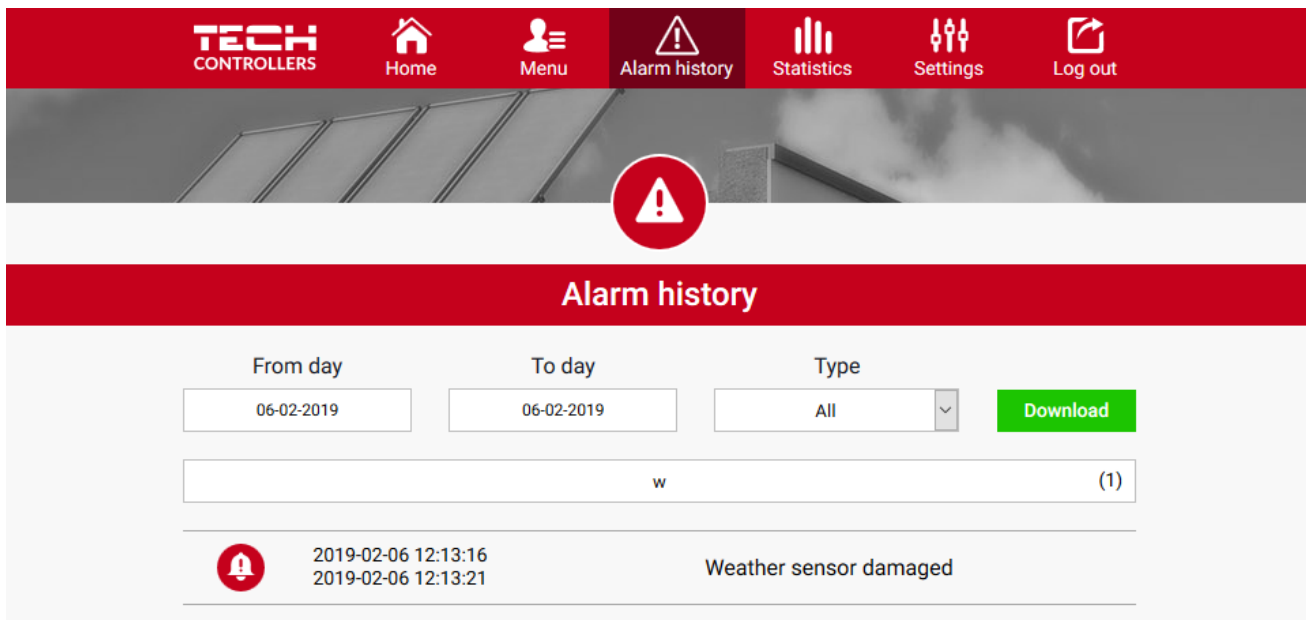 TECH
CONTROLLERS
Home
Menu
Alarm history
Statistics
Settings
Log out
Alarm history
From day
To day
Type
06-02-2019
06-02-2019
All
Download
w
(1)
2019-02-06 12:13:16
2019-02-06 12:13:21
Weather sensor damaged